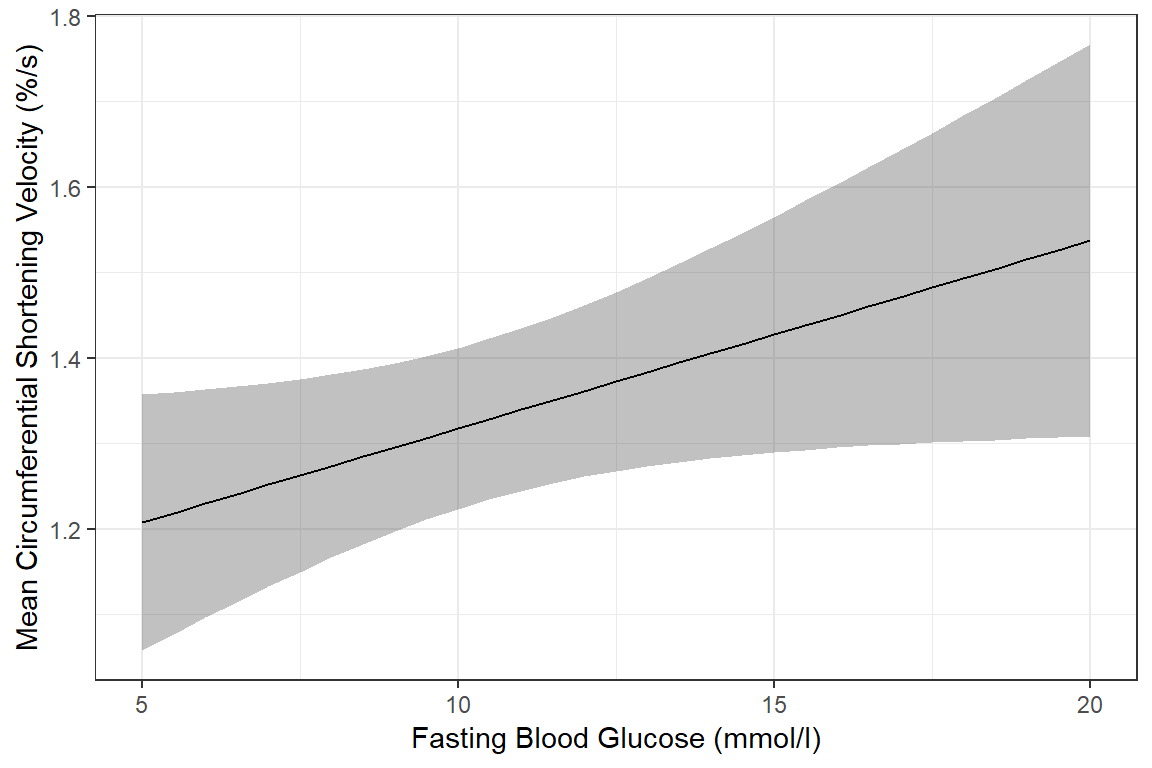 Mean Circumferential Shortening Velocity (%/s)
1.8
1.6
1.4
1.2
5 10 15 20
Fasting Blood Glucose (mmol/l)